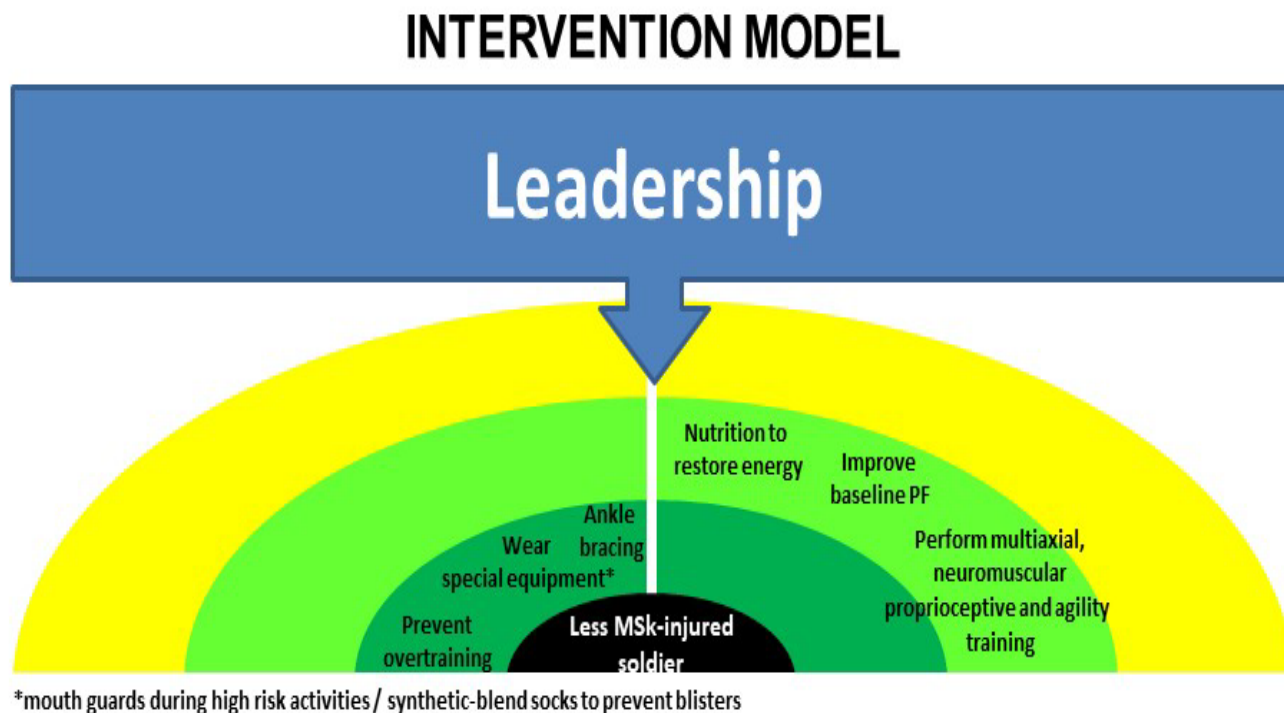 INTERVENTION MODEL
Leadership
Nutrition to
restore energy
Improve
baseline PF
Ankle
bracing
Wear
special equipment*
Perform multiaxial,
neuromuscular
proprioceptive and agility
training
Prevent
overtraining
Less MSk-injured
soldier
*mouth guards during high risk activities / synthetic-blend socks to prevent blisters